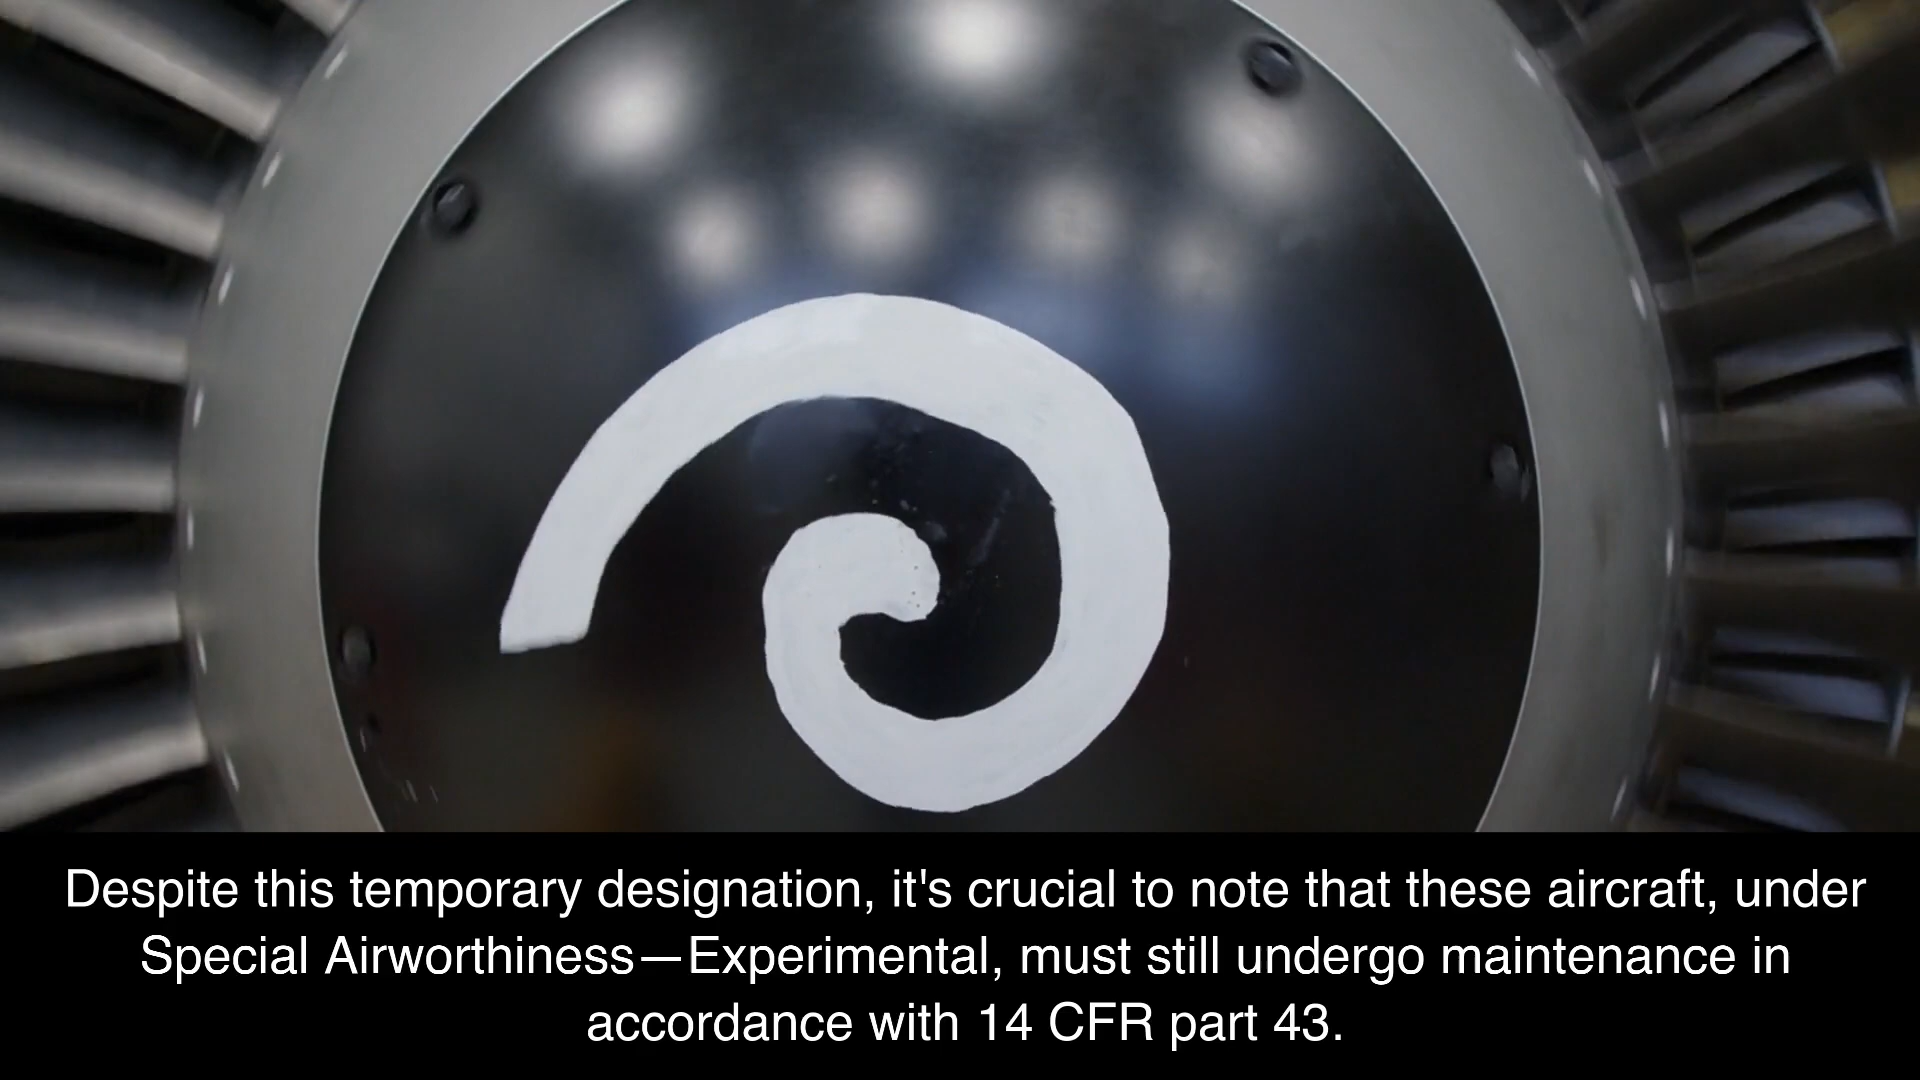 Despite this temporary designation, it's crucial to note that these aircraft, under
Special Airworthiness—Experimental, must still undergo maintenance in
accordance with 14 CFR part 43.